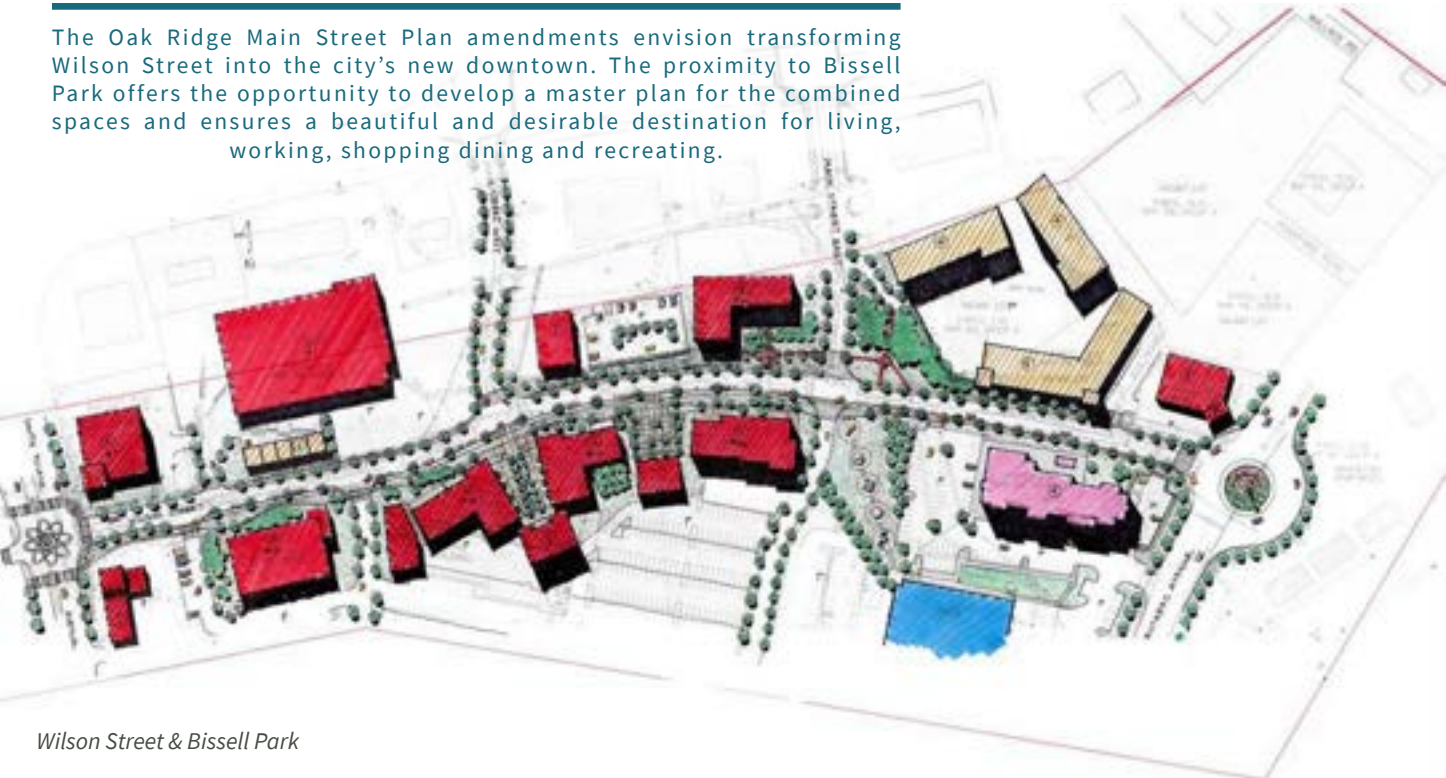 The Oak Ridge Main Street Plan amendments envision transforming
Wilson Street into the city's new downtown. The proximity to Bissell
Park offers the opportunity to develop a master plan for the combined
spaces and ensures a beautiful and desirable destination for living,
working, shopping dining and recreating.
Wilson Street & Bissell Park